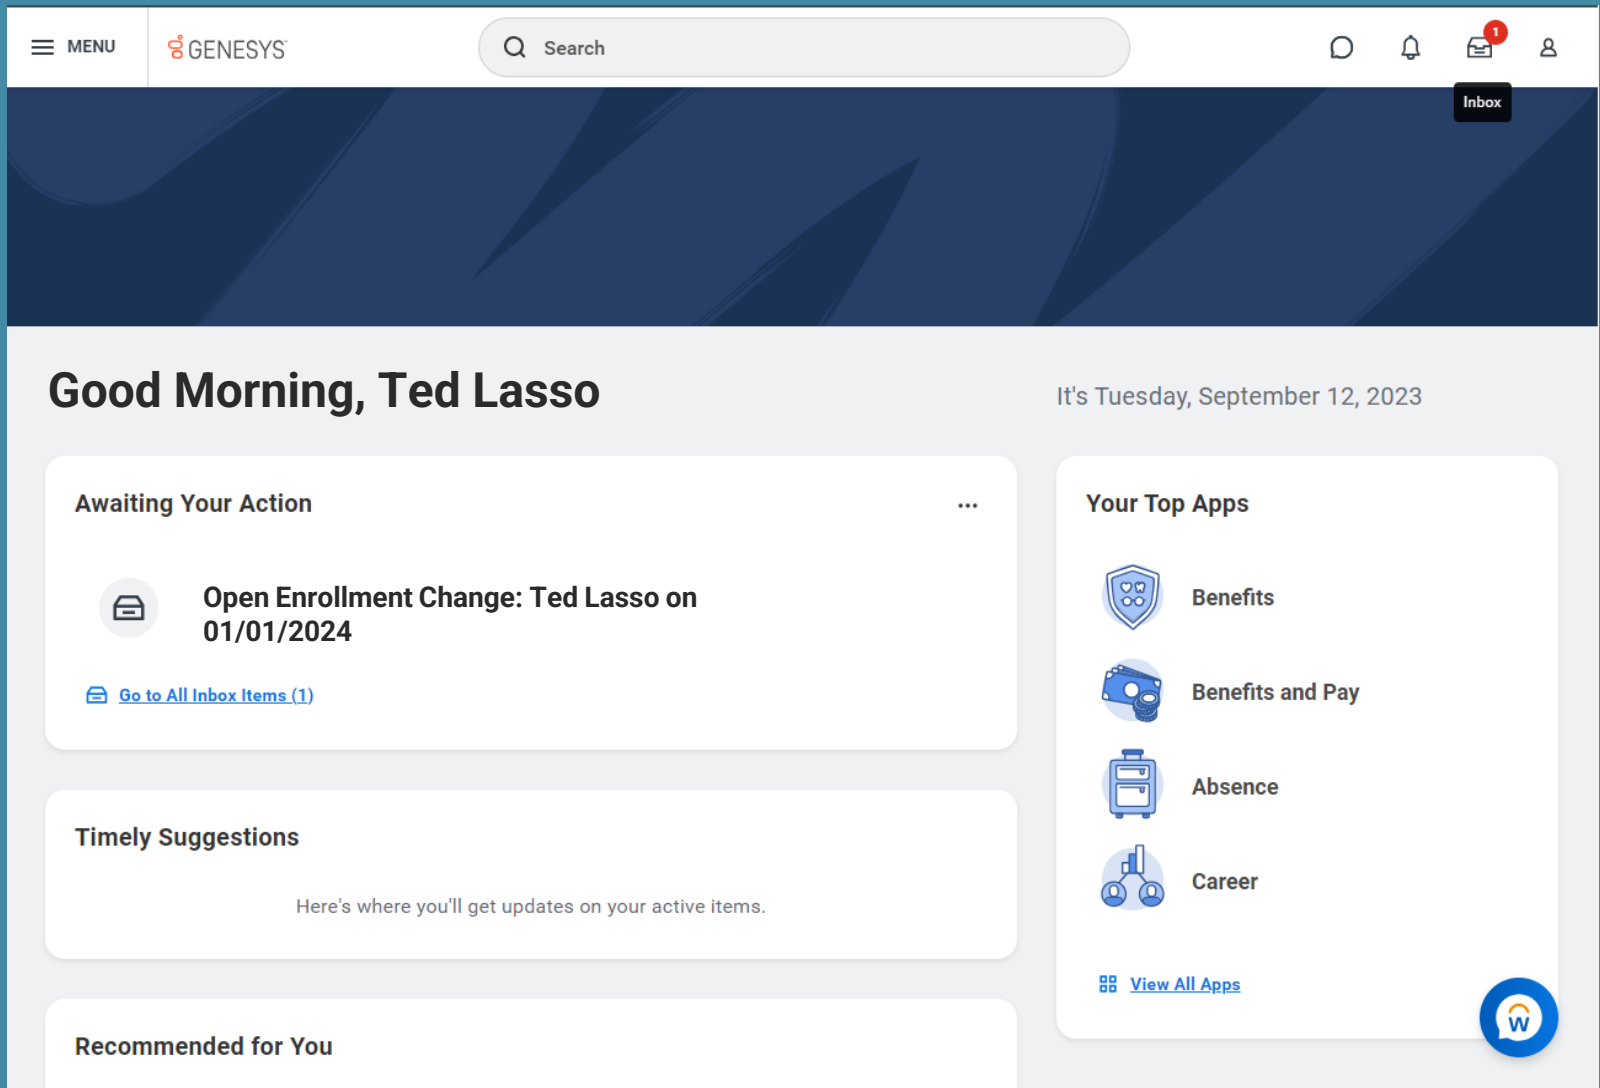 MENU
GENESYS
Search
1
Inbox
Good Morning, Ted Lasso
It's Tuesday, September 12, 2023
Awaiting Your Action
Open Enrollment Change: Ted Lasso on
01/01/2024
Go to All Inbox Items (1)
Timely Suggestions
Here's where you'll get updates on your active items.
Recommended for You
Your Top Apps
Benefits
Benefits and Pay
Absence
Career
View All Apps
W